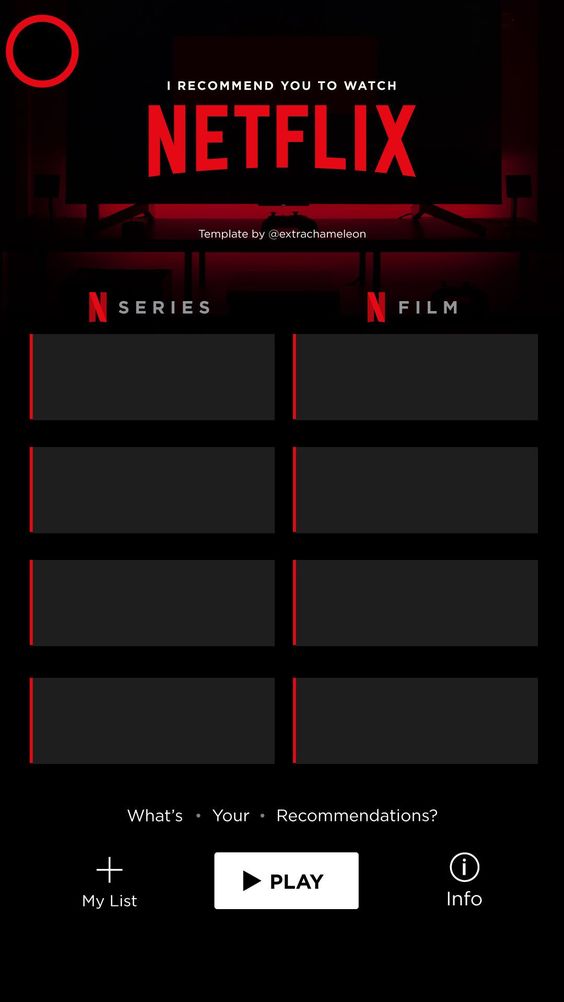 I RECOMMEND YOU TO WATCH
NETFLIX
Template by @extrachameleon
N SERIES
N FILM
What's • Your • Recommendations?
My List
PLAY
Info